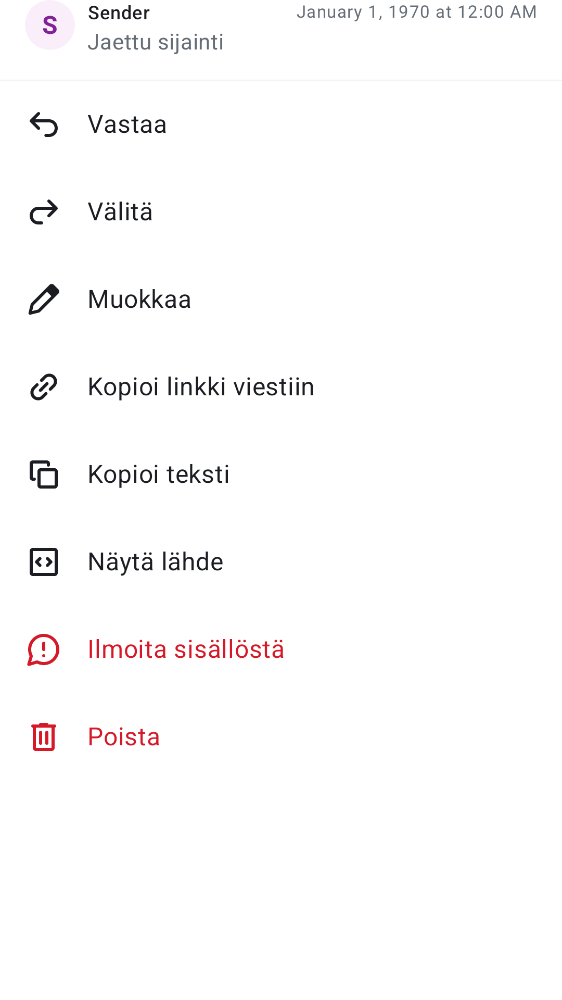 S
Sender
January 1, 1970 at 12:00 AM
Jaettu sijainti
Vastaa
Välitä
Muokkaa
Kopioi linkki viestiin
Kopioi teksti
Näytä lähde
Ilmoita sisällöstä
Poista